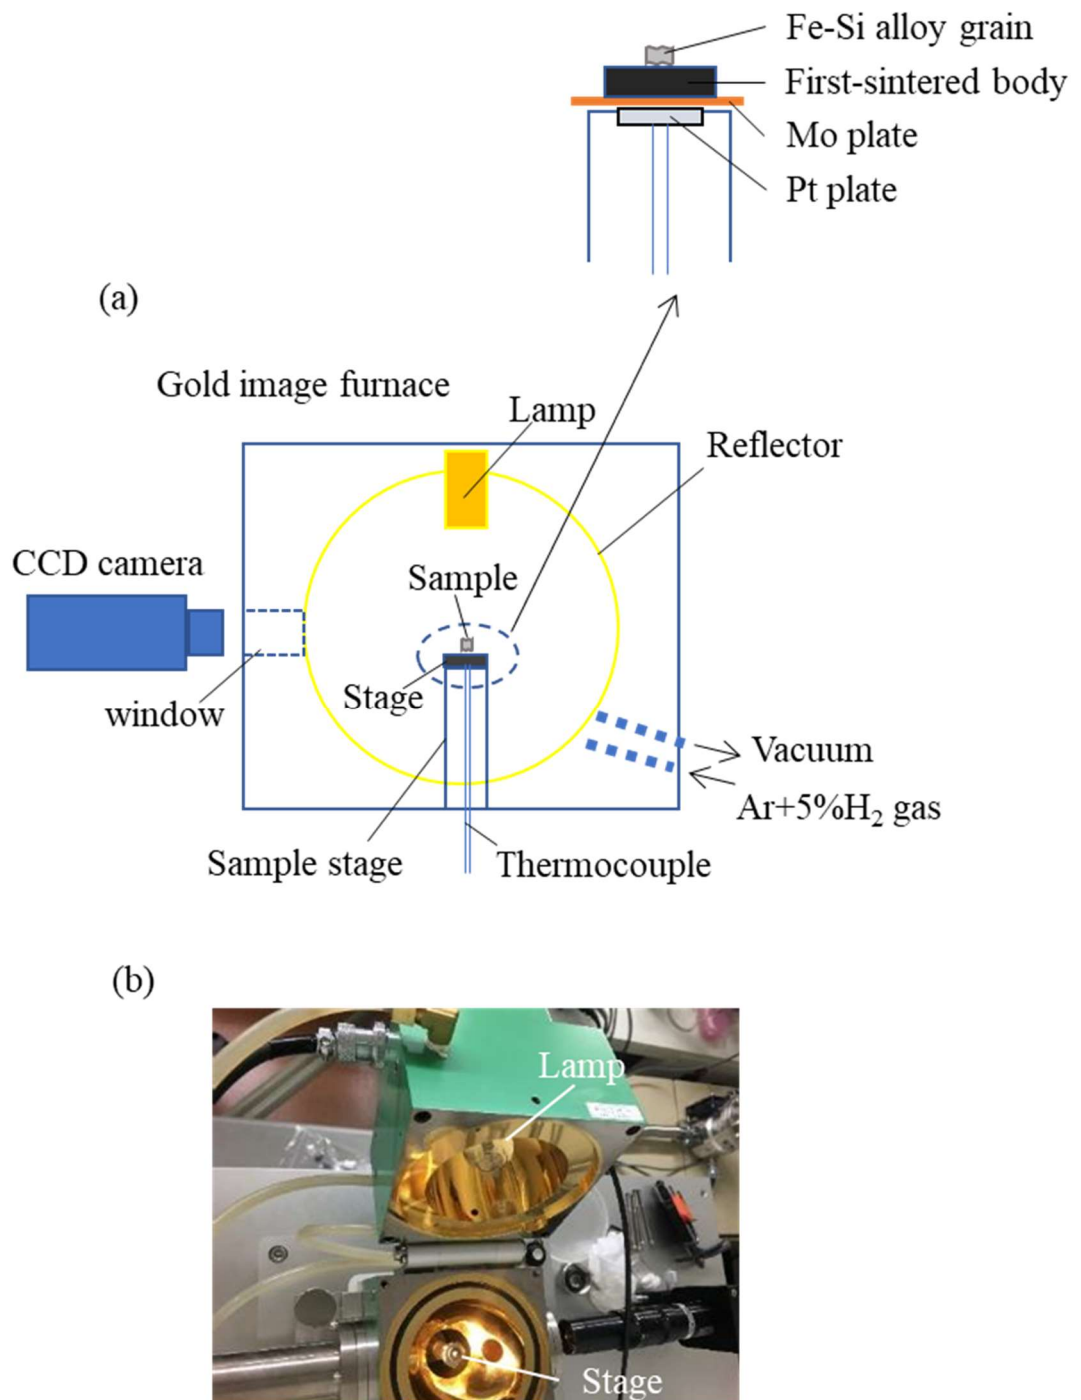 Fe-Si alloy grain
First-sintered body
Mo plate
Pt plate
(a)
Gold image furnace
Lamp
Reflector
CCD camera
Sample
Stage
window
Vacuum
Ar+5%H₂ gas
Sample stage
Thermocouple
(b)
Lamp
Stage